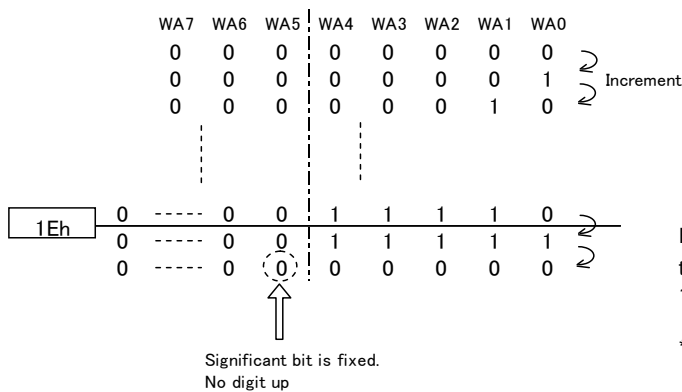 WA7 WA6 WA5 WA4 WA3 WA2 WA1 WA0
0 0 0 0 0 0 0 0
0 0 0 0 0 0 0 1
Increment
0 0 0 0 0 0 1 0
0 ----- 0 0 1 1 1 1 0
1Eh
0 0 0 1 1 1 1 1
0 ----- 0 0 0 0 0 0 0
Significant bit is fixed.
No digit up